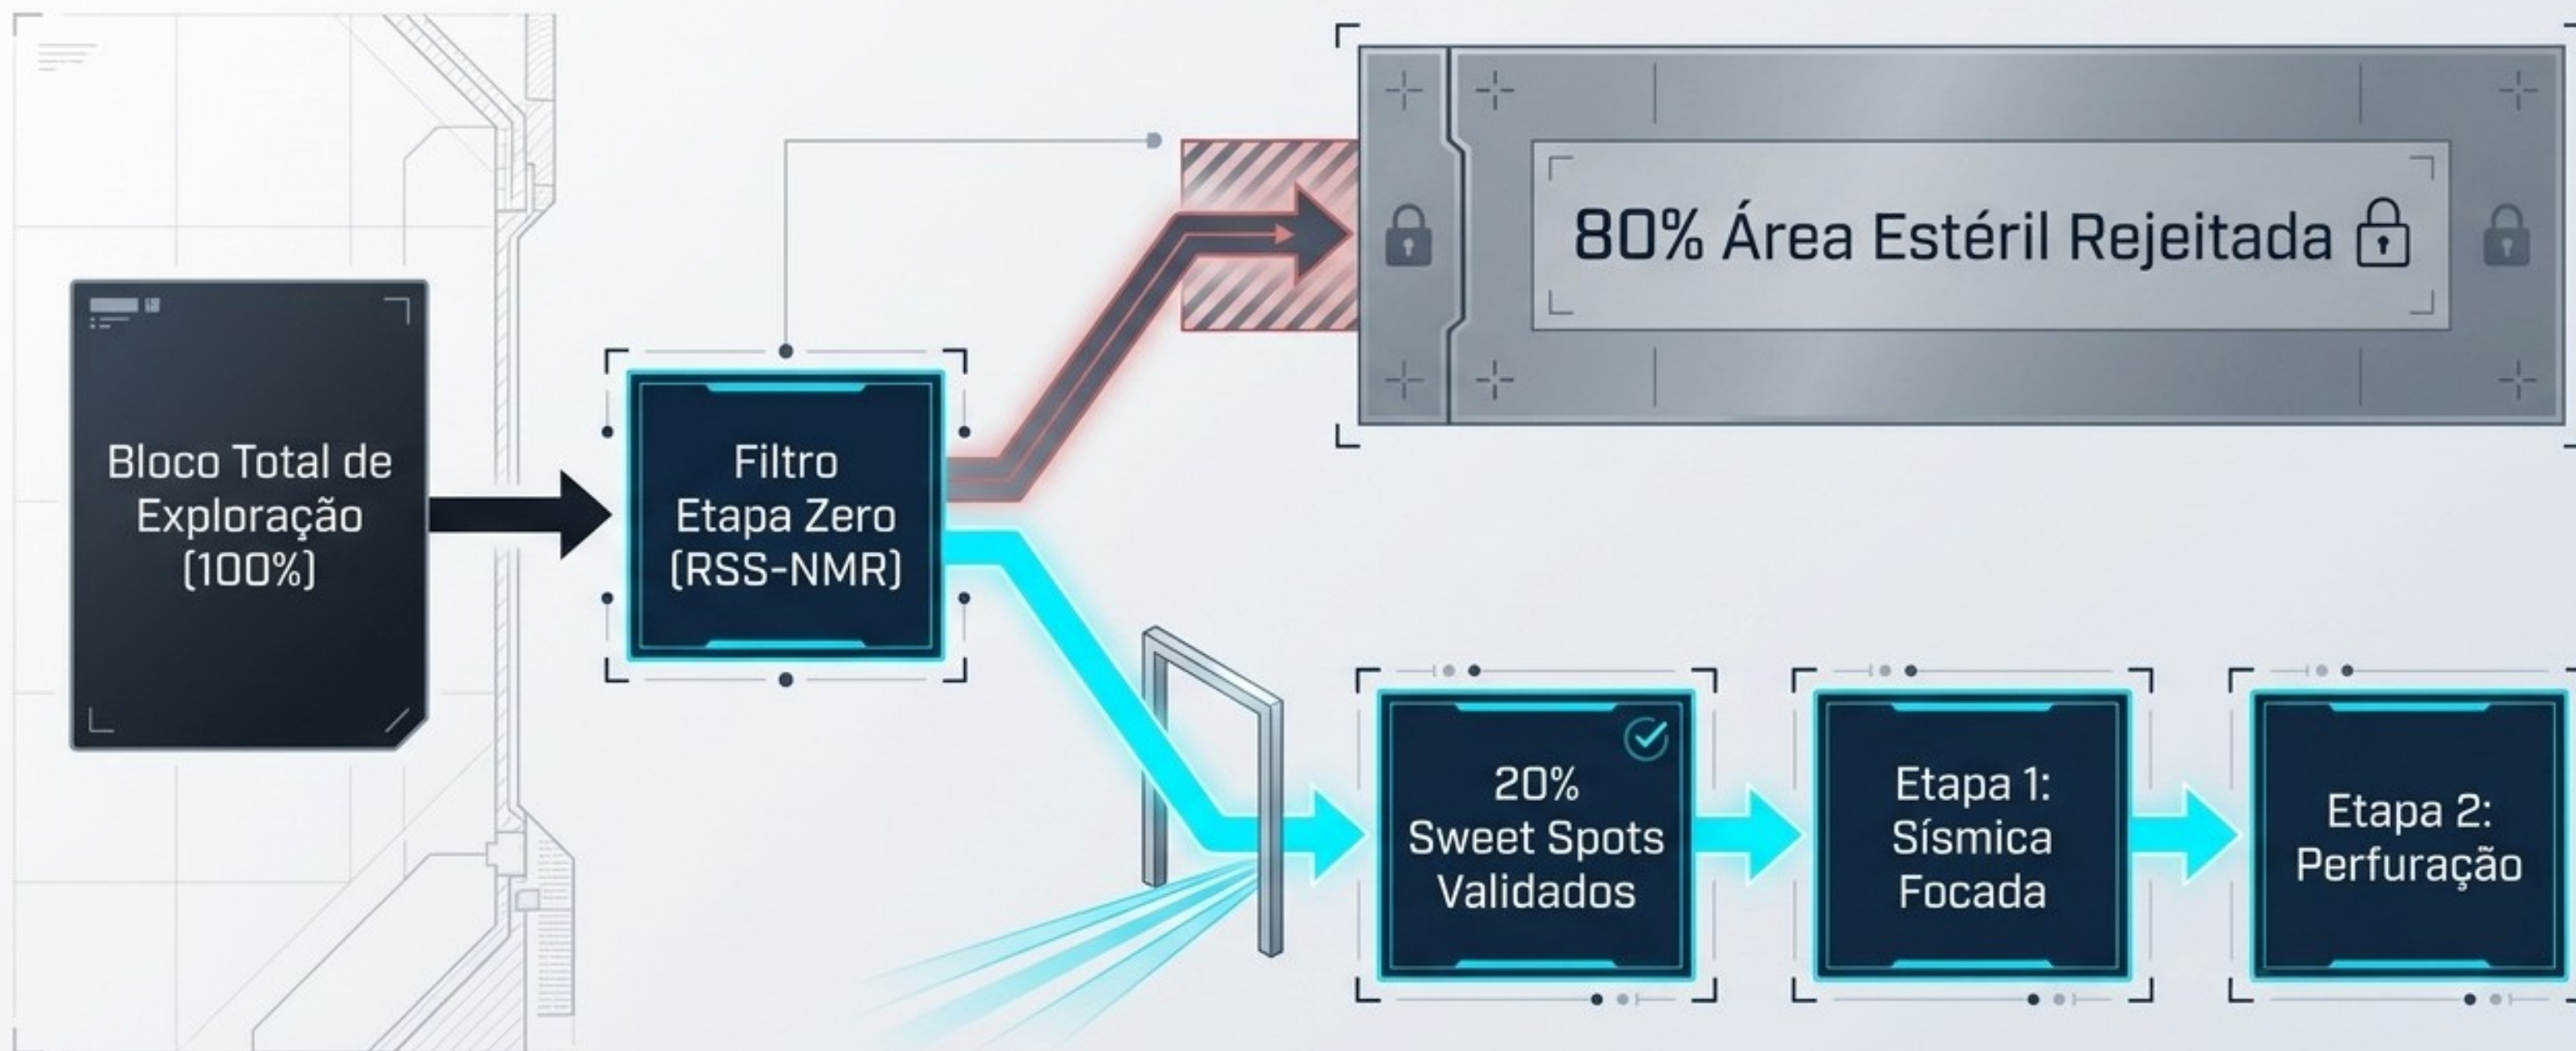 Bloco Total de
Exploração
(100%)
Filtro
Etapa Zero
(RSS-NMR)
80% Área Estéril Rejeitada
20%
Sweet Spots
Validados
Etapa 1:
Sísmica
Focada
Etapa 2:
Perfuração